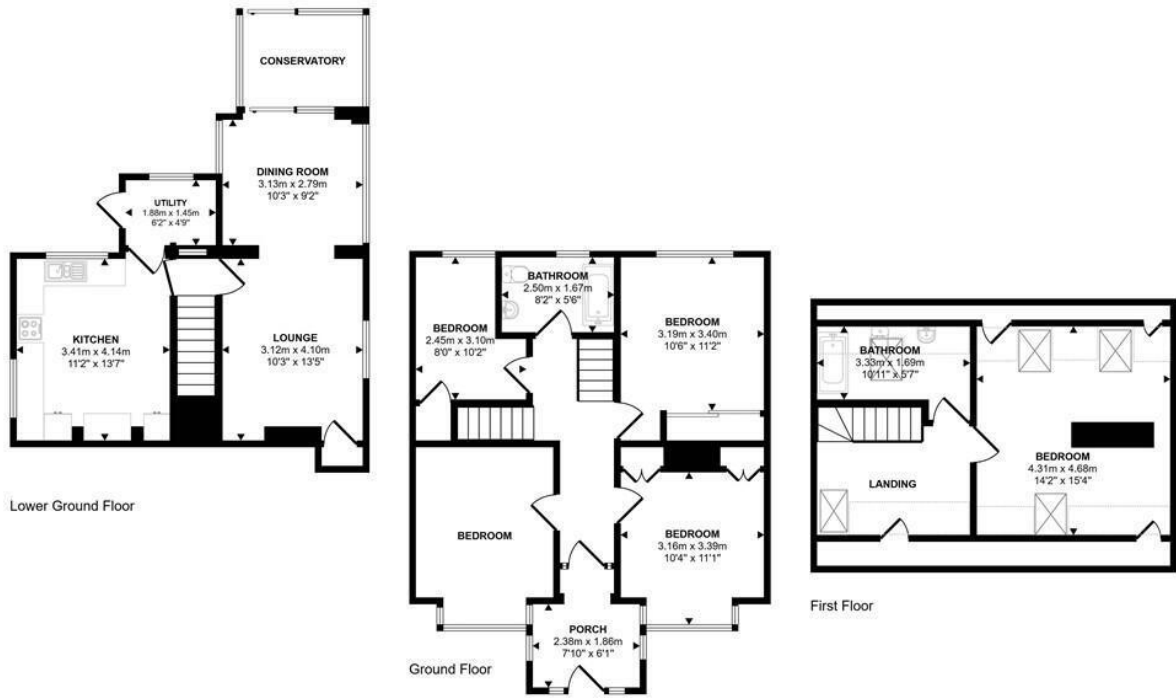 CONSERVATORY
DINING ROOM
3.13m x 2.79m
10'3" x 9'2"
UTILITY
1.88m x 1.45m
6'2" x 4'9"
KITCHEN
3.41m x 4.14m
11'2" x 13'7"
LOUNGE
3.12m x 4.10m
10'3" x 13'5"
Lower Ground Floor
BATHROOM
2.50m x 1.67m
8'2" x 5'6"
BEDROOM
2.45m x 3.10m
8'0" x 10'2"
BEDROOM
3.19m x 3.40m
10'6" x 11'2"
BEDROOM
BEDROOM
3.16m x 3.39m
10'4" x 11'1"
PORCH
2.38m x 1.86m
7'10" x 6'1"
Ground Floor
BATHROOM
3.33m x 1.69m
10'11" x 5'7"
BEDROOM
4.31m x 4.68m
14'2" x 15'4"
LANDING
First Floor